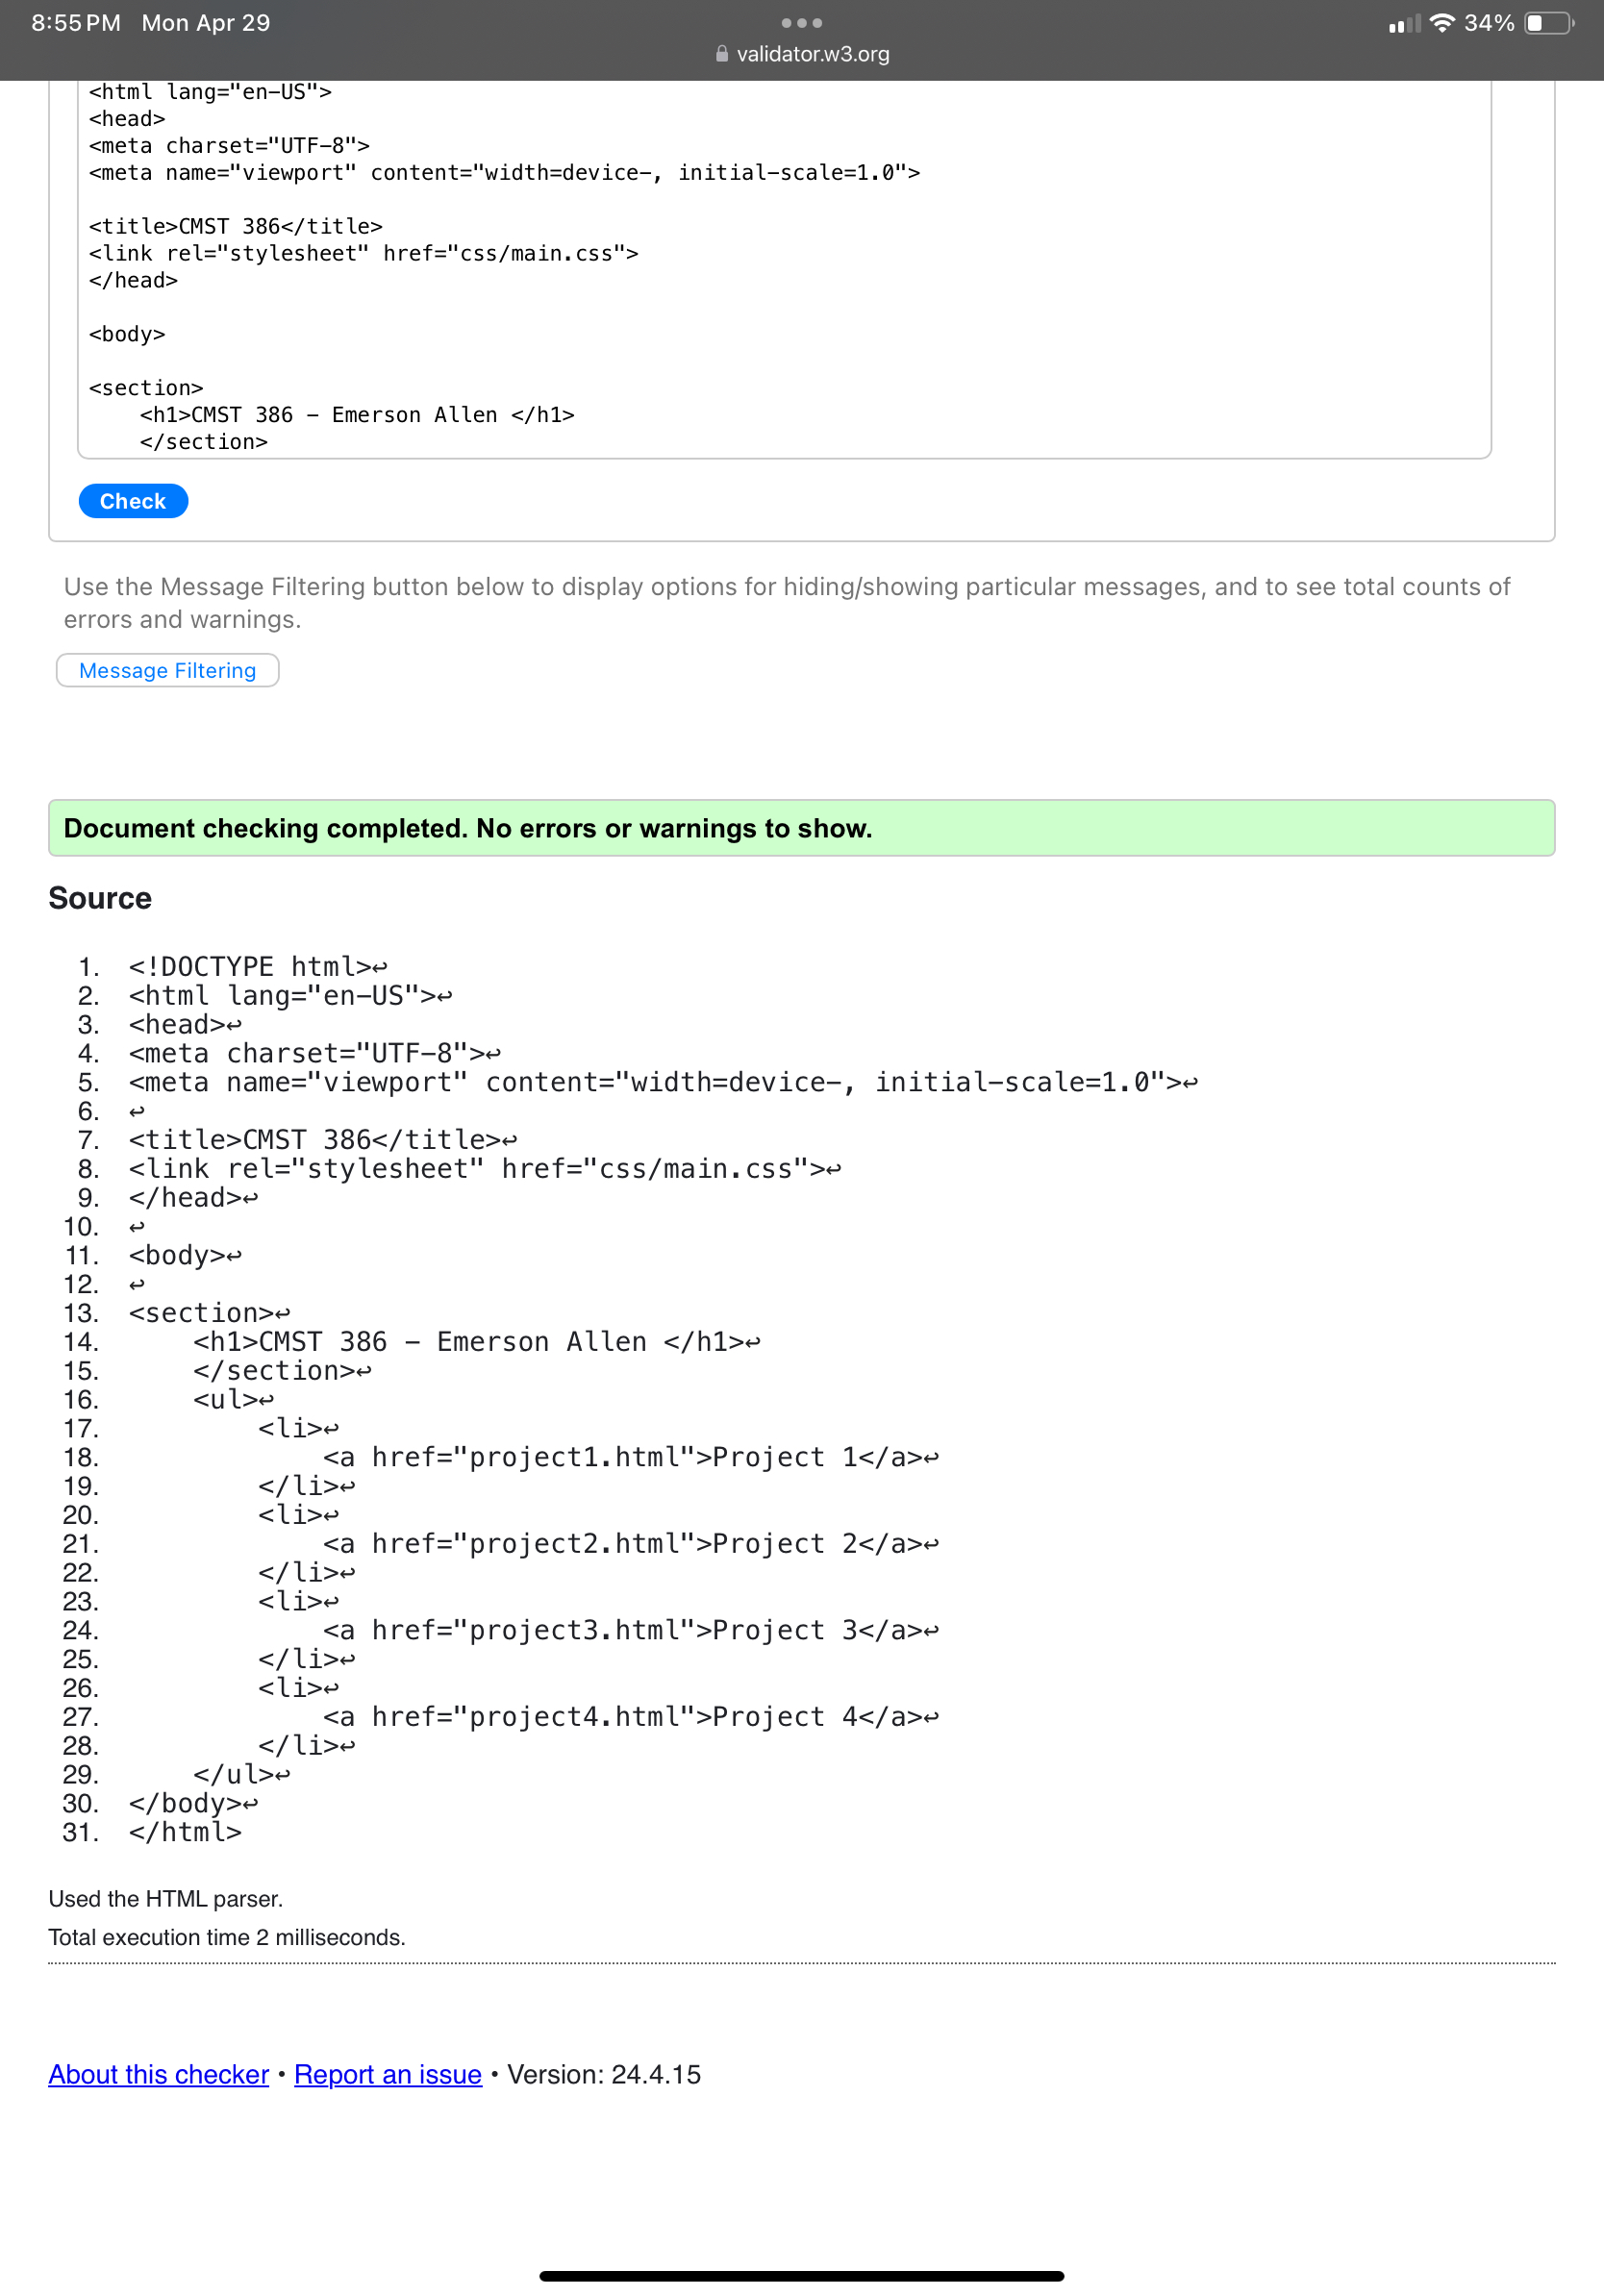 8:55 PM Mon Apr 29
34%
validator.w3.org
<html lang="en-US">
<head>
<meta charset="UTF-8">
<meta name="viewport" content="width=device-, initial-scale=1.0">
<title>CMST 386</title>
<link rel="stylesheet" href="css/main.css">
</head>
<body>
<section>
    <h1>CMST 386 - Emerson Allen </h1>
    </section>
Check
Use the Message Filtering button below to display options for hiding/showing particular messages, and to see total counts of
errors and warnings.
Message Filtering
Document checking completed. No errors or warnings to show.
Source
1. <!DOCTYPE html>↩
2. <html lang="en-US">↩
3. <head>↩
4. <meta charset="UTF-8">↩
5. <meta name="viewport" content="width=device-, initial-scale=1.0">↩
6. ↩
7. <title>CMST 386</title>↩
8. <link rel="stylesheet" href="css/main.css">↩
9. </head>↩
10. ↩
11. <body>↩
12. ↩
13. <section>↩
14.     <h1>CMST 386 - Emerson Allen </h1>↩
15.     </section>↩
16.     <ul>↩
17.         <li>↩
18.             <a href="project1.html">Project 1</a>↩
19.         </li>↩
20.         <li>↩
21.             <a href="project2.html">Project 2</a>↩
22.         </li>↩
23.         <li>↩
24.             <a href="project3.html">Project 3</a>↩
25.         </li>↩
26.         <li>↩
27.             <a href="project4.html">Project 4</a>↩
28.         </li>↩
29.     </ul>↩
30. </body>↩
31. </html>
Used the HTML parser.
Total execution time 2 milliseconds.
About this checker • Report an issue • Version: 24.4.15